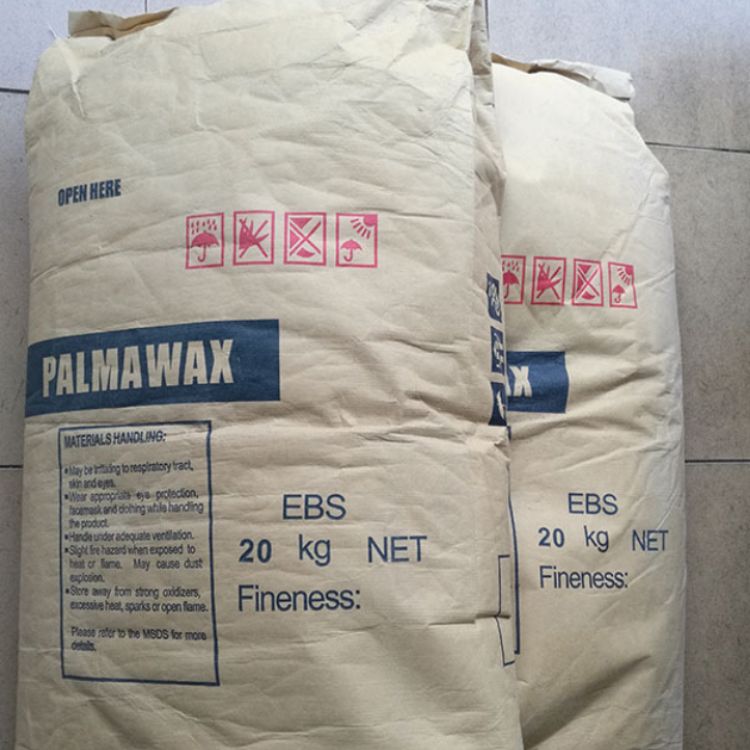 OPEN HERE
PALMAWAX
MATERIALS HANDLING:
•May be irritaxing to respiratory tract,
skin and eyes.
•Wear appropriate eye protection,
facemask and clothing while handling
the product.
•Handle under adequate ventilation.
•Slight fire hazard when exposed to
heat or flame. May cause dust
explosion.
•Store away from strong oxidizers,
excessive heat, sparks or open flame.
Please refer to the MSDS for more
details.
EBS
20 kg NET
Fineness:
AX
EBS
20 kg NET
Fineness: